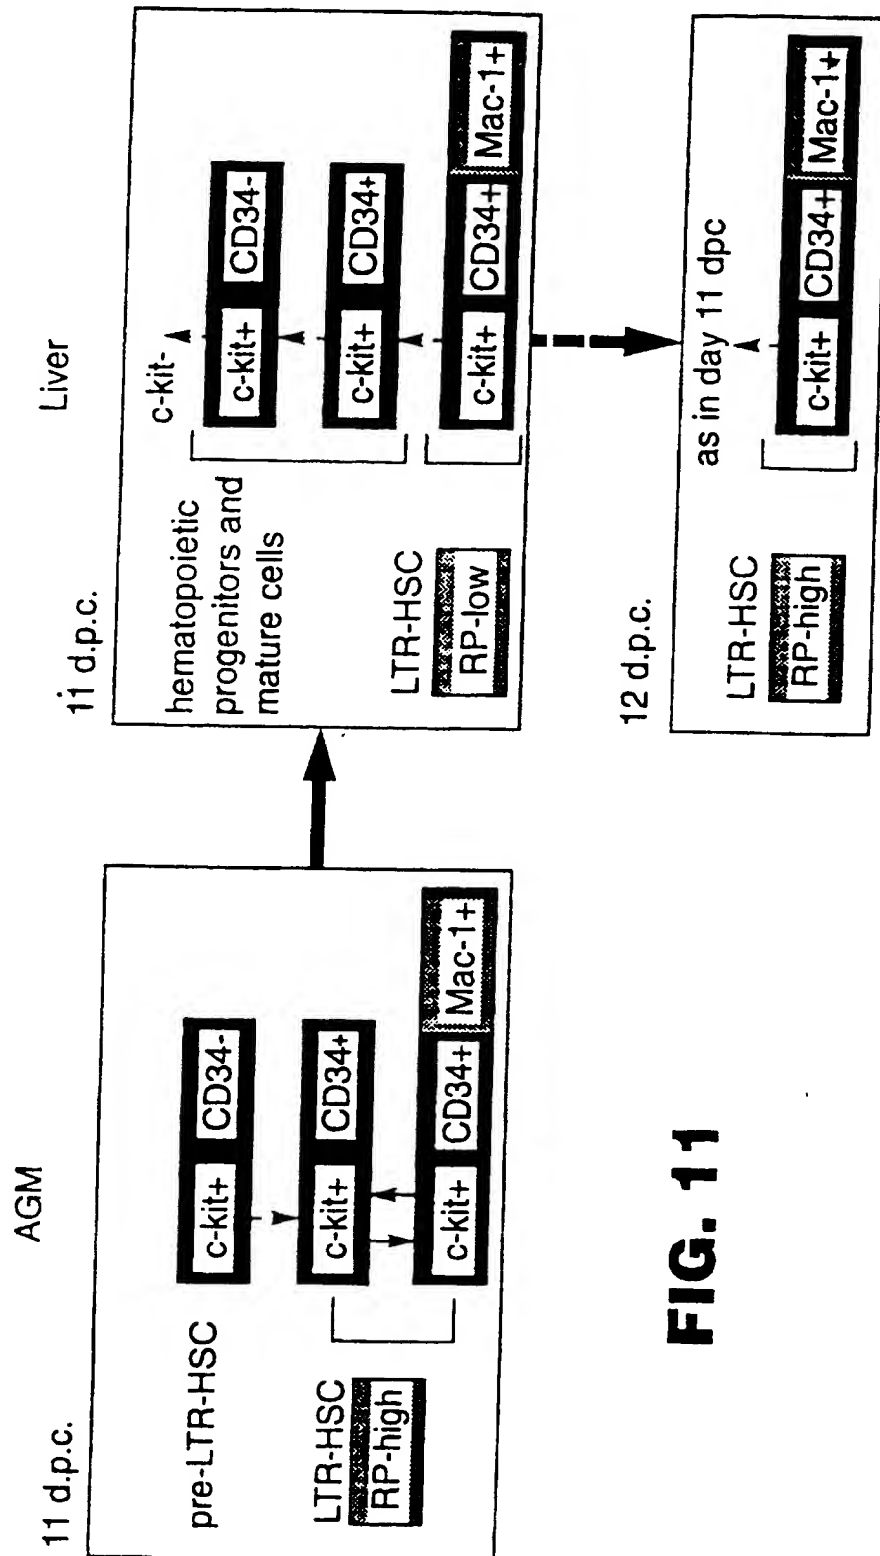 AGM
11 d.p.c.
pre-LTR-HSC
c-kit+ CD34-
c-kit+ CD34+
LTR-HSC
RP-high
c-kit+ CD34+ Mac-1+
Liver
11 d.p.c.
c-kit-
hematopoietic
progenitors and
mature cells
c-kit+ CD34-
c-kit+ CD34+
LTR-HSC
RP-low
c-kit+ CD34+ Mac-1+
12 d.p.c.
as in day 11 dpc
LTR-HSC
RP-high
c-kit+ CD34+ Mac-1+
FIG. 11